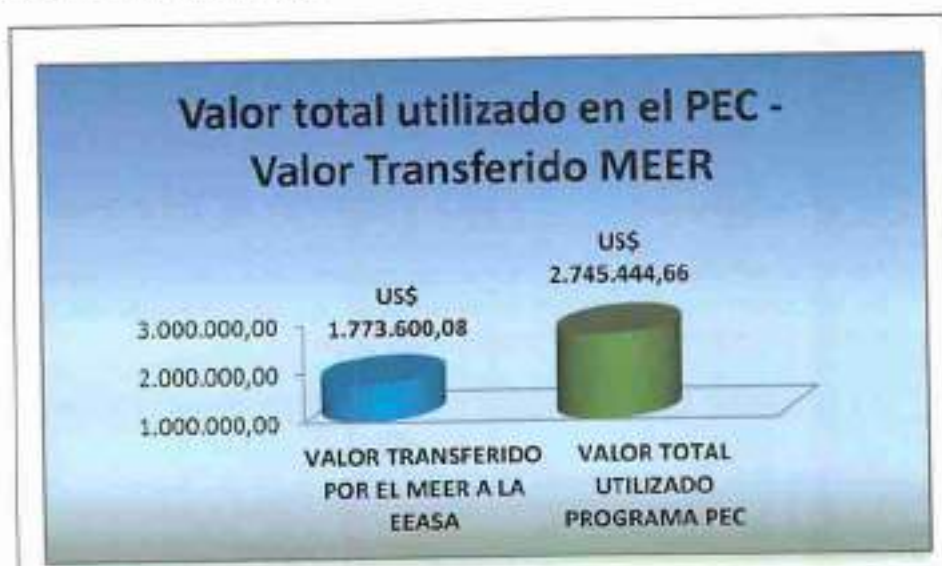 Valor total utilizado en el PEC -
Valor Transferido MEER
US$
2.745.444,66
US$
1.773.600,08
3.000.000,00
2.000.000,00
1.000.000,00
VALOR TRANSFERIDO
POR EL MEER A LA
EEASA
VALOR TOTAL
UTILIZADO
PROGRAMA PEC